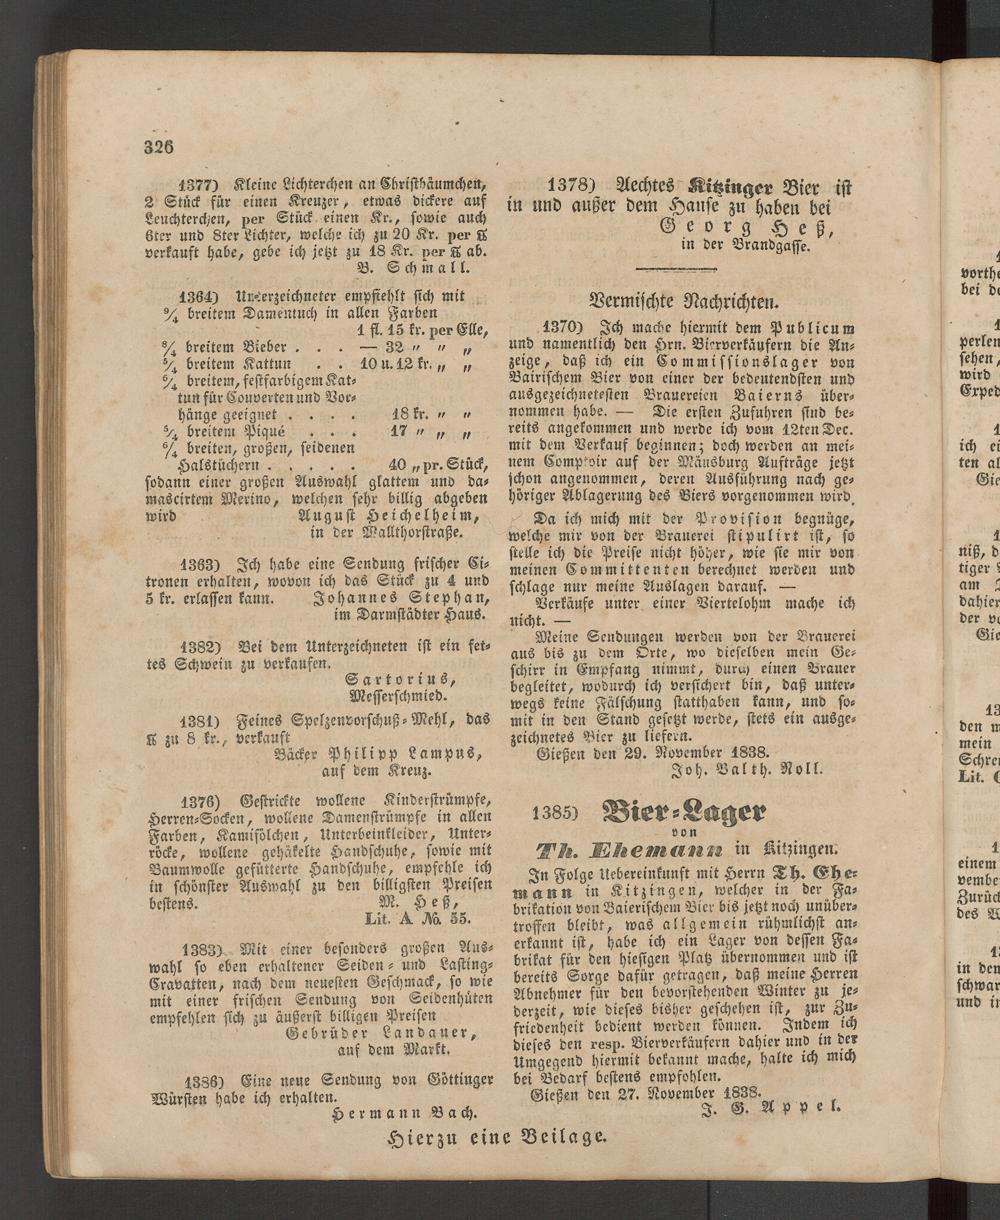 326
1377) Kleine Lichterchen an Christbäumchen,
2 Stück für einen Kreuzer, etwas dickere auf
Leuchterchen, per Stück einen Kr., sowie auch
6ter und 8ter Lichter, welche ich zu 20 Kr. per ℔
verkauft habe, gebe ich jetzt zu 18 Kr. per ℔ ab.
B. Schmall.
1364) Unterzeichneter empfiehlt sich mit
9/4 breitem Damentuch in allen Farben
1 fl. 15 kr. per Elle,
8/4 breitem Bieber . . . — 32 „ „ „
5/4 breitem Kattun . . 10 u. 12 kr. „ „
6/4 breitem, festfarbigem Kat-
tun für Couverten und Vor-
hänge geeignet . . . . 18 kr. „ „
5/4 breitem Piqué . . . 17 „ „ „
6/4 breiten, großen, seidenen
Halstüchern . . . . . 40 „ pr. Stück,
sodann einer großen Auswahl glattem und da-
mascirtem Merino, welchen sehr billig abgeben
wird August Heichelheim,
in der Wallthorstraße.
1363) Ich habe eine Sendung frischer Ci-
tronen erhalten, wovon ich das Stück zu 4 und
5 kr. erlassen kann. Johannes Stephan,
im Darmstädter Haus.
1382) Bei dem Unterzeichneten ist ein fet-
tes Schwein zu verkaufen.
Sartorius,
Messerschmied.
1381) Feines Spelzenvorschuß-Mehl, das
℔ zu 8 kr., verkauft
Bäcker Philipp Lampus,
auf dem Kreuz.
1376) Gestrickte wollene Kinderstrümpfe,
Herren-Socken, wollene Damenstrümpfe in allen
Farben, Kamisölchen, Unterbeinkleider, Unter-
röcke, wollene gehäkelte Handschuhe, sowie mit
Baumwolle gefütterte Handschuhe, empfehle ich
in schönster Auswahl zu den billigsten Preisen
bestens. M. Heß,
Lit. A No. 55.
1383) Mit einer besonders großen Aus-
wahl so eben erhaltener Seiden- und Lasting-
Cravatten, nach dem neuesten Geschmack, so wie
mit einer frischen Sendung von Seidenhüten
empfehlen sich zu äußerst billigen Preisen
Gebrüder Landauer,
auf dem Markt.
1386) Eine neue Sendung von Göttinger
Würsten habe ich erhalten.
Hermann Bach.
1378) Aechtes Kitzinger Bier ist
in und außer dem Hause zu haben bei
Georg Heß,
in der Brandgasse.
Vermischte Nachrichten.
1370) Ich mache hiermit dem Publicum
und namentlich den Hrn. Bierverkäufern die An-
zeige, daß ich ein Commissionslager von
Bairischem Bier von einer der bedeutendsten und
ausgezeichnetesten Brauereien Baierns über-
nommen habe. — Die ersten Zufuhren sind be-
reits angekommen und werde ich vom 12ten Dec.
mit dem Verkauf beginnen; doch werden an mei-
nem Comptoir auf der Mäusburg Aufträge jetzt
schon angenommen, deren Ausführung nach ge-
höriger Ablagerung des Biers vorgenommen wird.
Da ich mich mit der Provision begnüge,
welche mir von der Brauerei stipulirt ist, so
stelle ich die Preise nicht höher, wie sie mir von
meinen Committenten berechnet werden und
schlage nur meine Auslagen darauf. —
Verkäufe unter einer Viertelohm mache ich
nicht. —
Meine Sendungen werden von der Brauerei
aus bis zu dem Orte, wo dieselben mein Ge-
schirr in Empfang nimmt, durch einen Brauer
begleitet, wodurch ich versichert bin, daß unter-
wegs keine Fälschung statthaben kann, und so-
mit in den Stand gesetzt werde, stets ein ausge-
zeichnetes Bier zu liefern.
Gießen den 29. November 1838.
Joh. Balth. Noll.
1385) Bier-Lager
von
Th. Ehemann in Kitzingen.
In Folge Uebereinkunft mit Herrn Th. Ehe-
mann in Kitzingen, welcher in der Fa-
brikation von Baierischem Bier bis jetzt noch unüber-
troffen bleibt, was allgemein rühmlichst an-
erkannt ist, habe ich ein Lager von dessen Fa-
brikat für den hiesigen Platz übernommen und ist
bereits Sorge dafür getragen, daß meine Herren
Abnehmer für den bevorstehenden Winter zu je-
derzeit, wie dieses bisher geschehen ist, zur Zu-
friedenheit bedient werden können. Indem ich
dieses den resp. Bierverkäufern dahier und in der
Umgegend hiermit bekannt mache, halte ich mich
bei Bedarf bestens empfohlen.
Gießen den 27. November 1838.
J. G. Appel.
Hierzu eine Beilage.